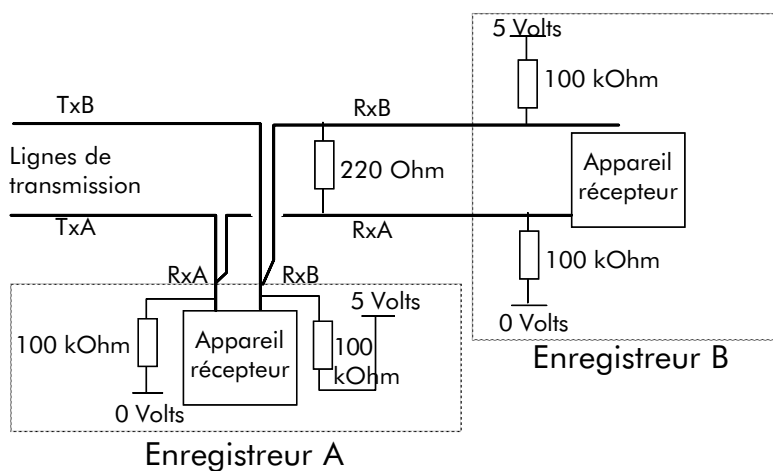 5 Volts
100 kOhm
TxB
RxB
Lignes de
transmission
220 Ohm
Appareil
récepteur
TxA
RxA
100 kOhm
0 Volts
Enregistreur B
RxA
RxB
5 Volts
100 kOhm
Appareil
récepteur
100
kOhm
0 Volts
Enregistreur A